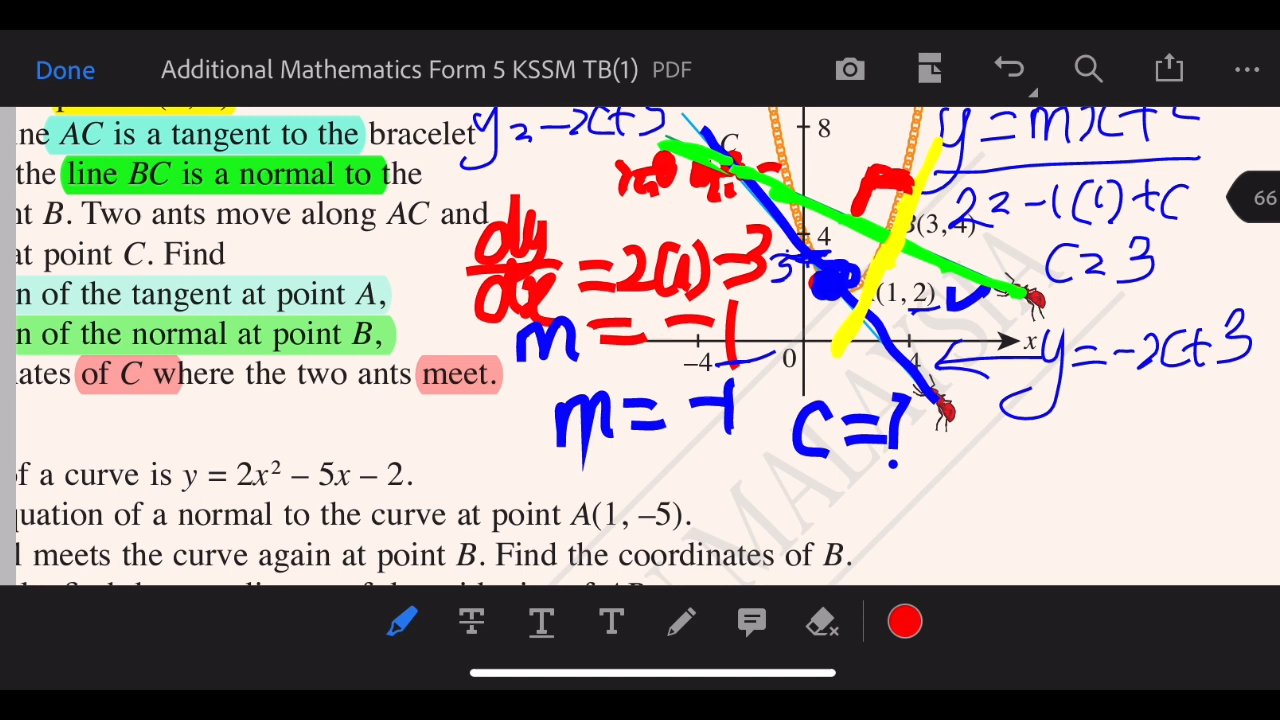 Done Additional Mathematics Form 5 KSSM TB(1) PDF
ine AC is a tangent to the bracelet
the line BC is a normal to the
nt B. Two ants move along AC and
at point C. Find
n of the tangent at point A,
n of the normal at point B,
ates of C where the two ants meet.
y = -x + 3
dy/dx = 2(1) - 3
m = -1
m = -1
c = ?
C
8
4
3
B(3, 4)
A(1, 2)
-4 0 4 x
y = mx + c
2 = -1(1) + c
c = 3
y = -x + 3
66
of a curve is y = 2x² – 5x – 2.
quation of a normal to the curve at point A(1, –5).
l meets the curve again at point B. Find the coordinates of B.
MALAYSIA